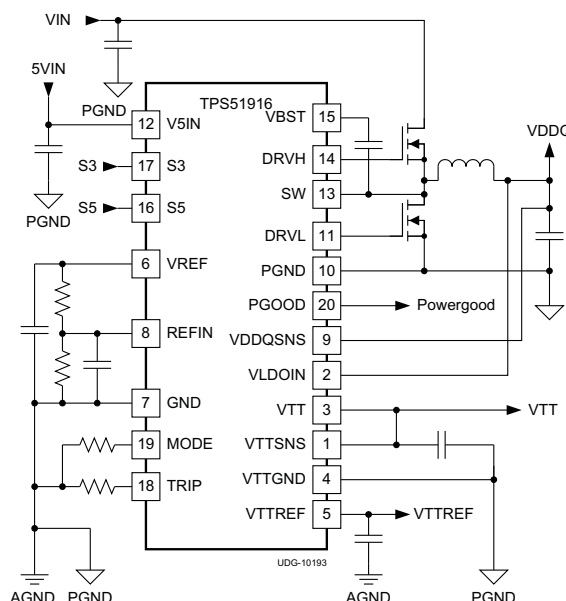 VIN
5VIN
TPS51916
VDDQ
PGND
12 V5IN
VBST 15
S3 17 S3
DRVH 14
S5 16 S5
SW 13
PGND
DRVL 11
6 VREF
PGND 10
PGOOD 20 Powergood
8 REFIN
VDDQSNS 9
VLDOIN 2
7 GND
VTT 3 VTT
19 MODE
VTTSNS 1
18 TRIP
VTTGND 4
VTTREF 5 VTTREF
UDG-10193
AGND PGND AGND PGND